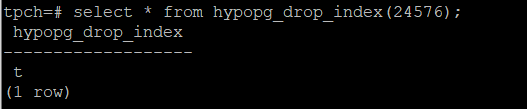 tpch=# select * from hypopg_drop_index(24576);
hypopg_drop_index
-------------------
t
(1 row)